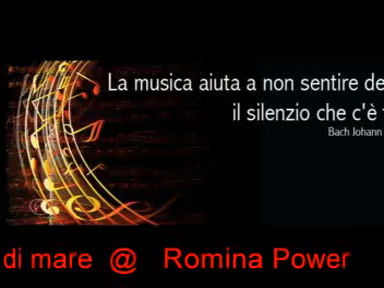 La musica aiuta a non sentire de
il silenzio che c'è
Bach Johann
di mare @ Romina Power